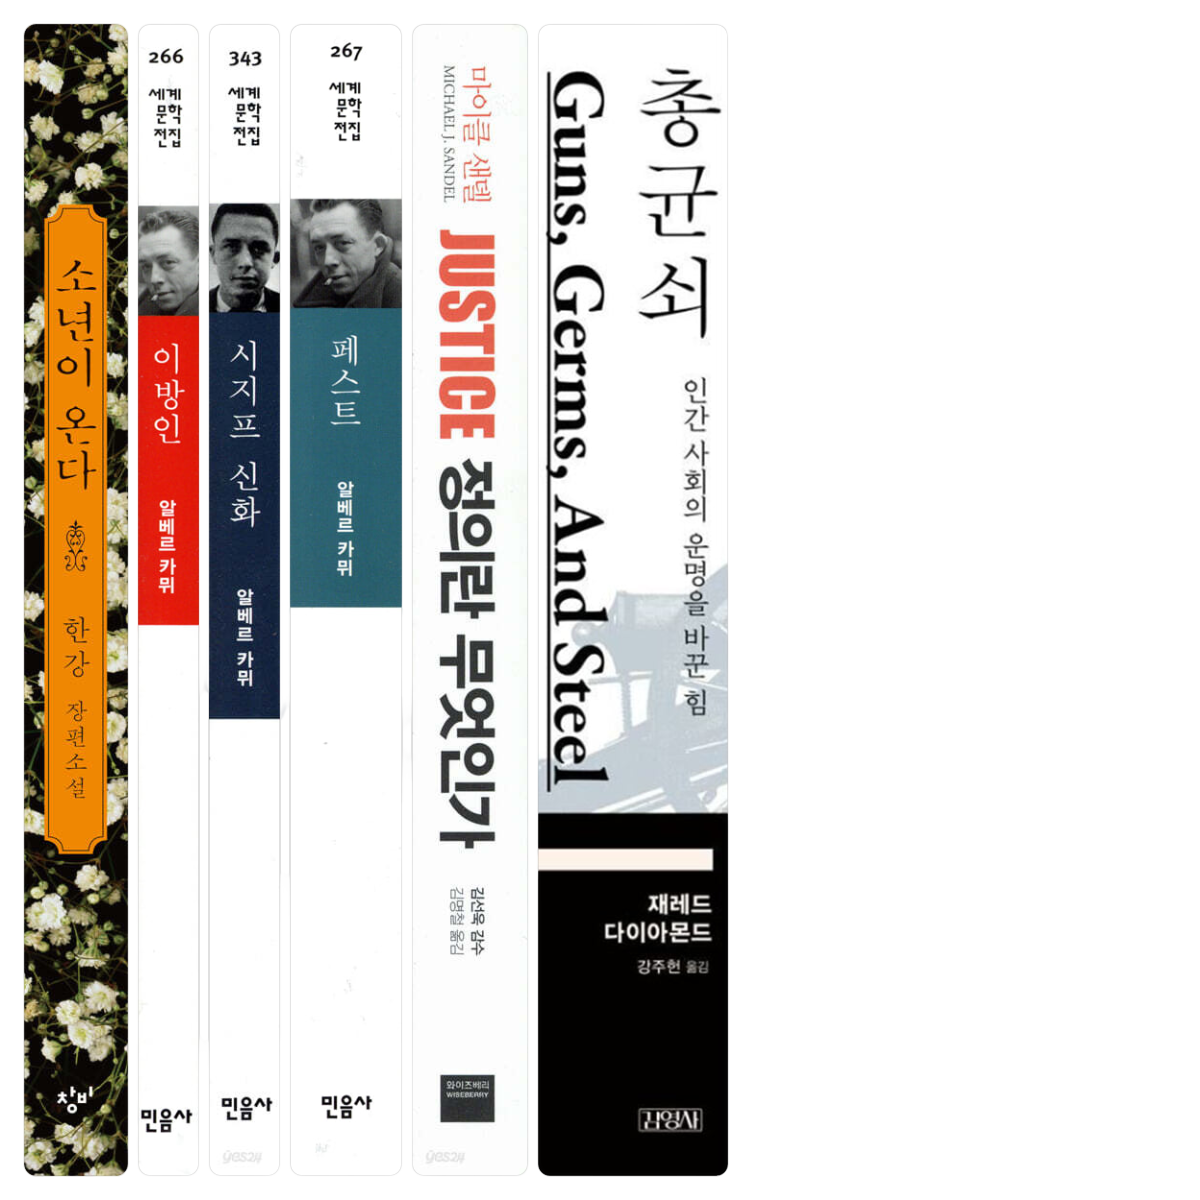 소년이 온다
한강
장편소설
창비
266
세계
문학
전집
이방인
알베르 카뮈
민음사
343
세계
문학
전집
시지프 신화
알베르 카뮈
민음사
yes24
267
세계
문학
전집
페스트
알베르 카뮈
민음사
마이클 샌델
MICHAEL J. SANDEL
JUSTICE 정의란 무엇인가
김선욱 감수
김명철 옮김
와이즈베리
WISEBERRY
yes24
총 균 쇠
Guns, Germs, And Steel
인간 사회의 운명을 바꾼 힘
재레드
다이아몬드
강주헌 옮김
김영사